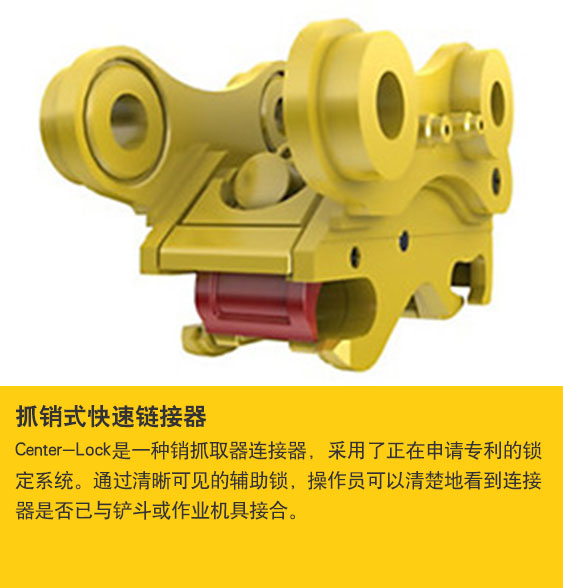 抓销式快速链接器
Center-Lock是一种销抓取器连接器，采用了正在申请专利的锁
定系统。通过清晰可见的辅助锁，操作员可以清楚地看到连接
器是否已与铲斗或作业机具接合。